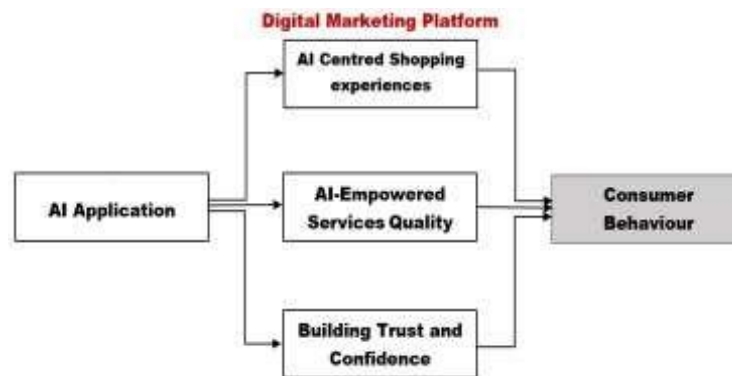 Digital Marketing Platform
AI Centred Shopping
experiences
AI Application
AI-Empowered
Services Quality
Consumer
Behaviour
Building Trust and
Confidence